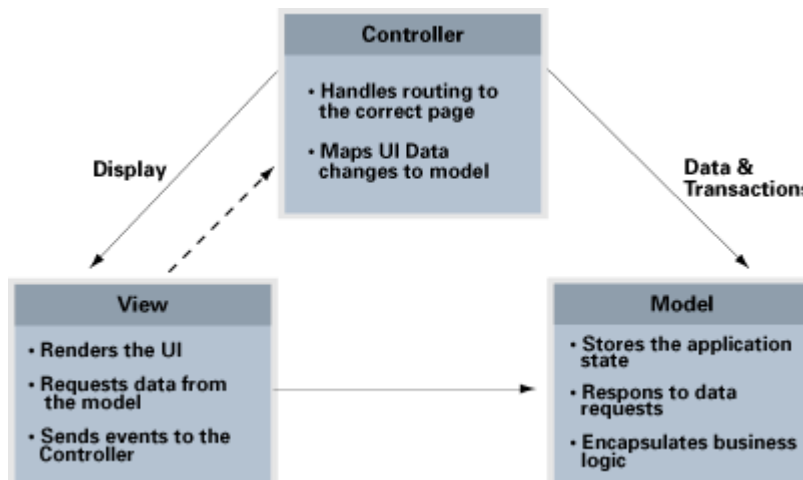 Controller
• Handles routing to
the correct page
• Maps UI Data
changes to model
Display
Data &
Transactions
View
• Renders the UI
• Requests data from
the model
• Sends events to the
Controller
Model
• Stores the application
state
• Respons to data
requests
• Encapsulates business
logic